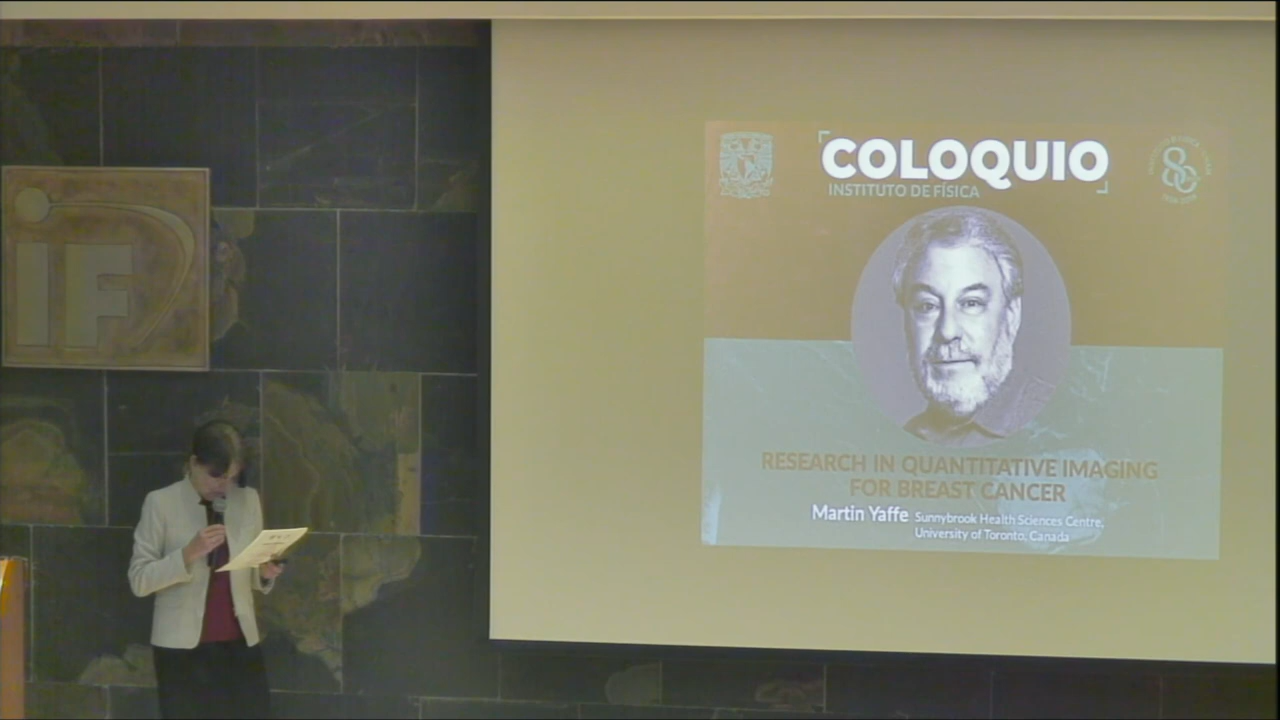 iF
COLOQUIO
INSTITUTO DE FÍSICA
RESEARCH IN QUANTITATIVE IMAGING
FOR BREAST CANCER
Martin Yaffe Sunnybrook Health Sciences Centre,
University of Toronto, Canada